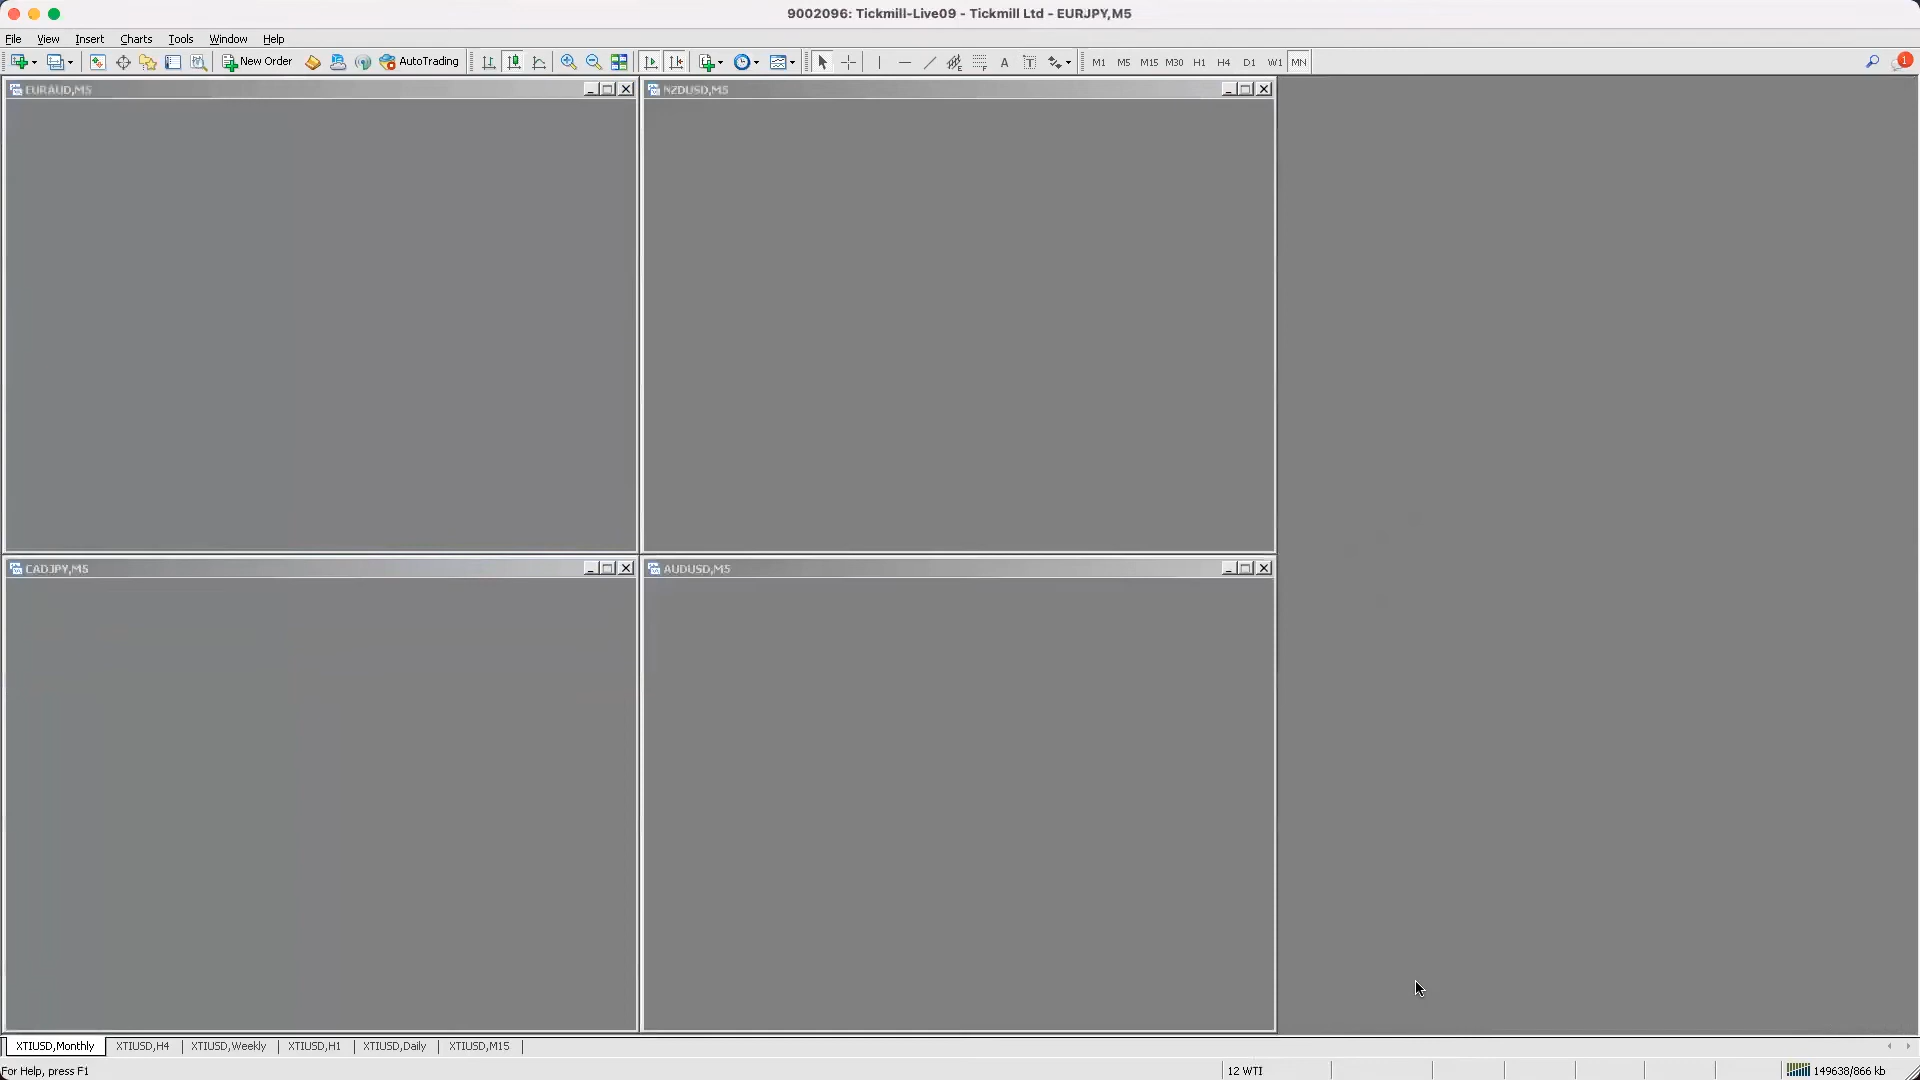 9002096: Tickmill-Live09 - Tickmill Ltd - EURJPY,M5
File View Insert Charts Tools Window Help
New Order AutoTrading A T M1 M5 M15 M30 H1 H4 D1 W1 MN 1
EURAUD,M5
NZDUSD,M5
CADJPY,M5
AUDUSD,M5
XTIUSD,Monthly XTIUSD,H4 XTIUSD,Weekly XTIUSD,H1 XTIUSD,Daily XTIUSD,M15
For Help, press F1 12 WTI 149638/866 kb